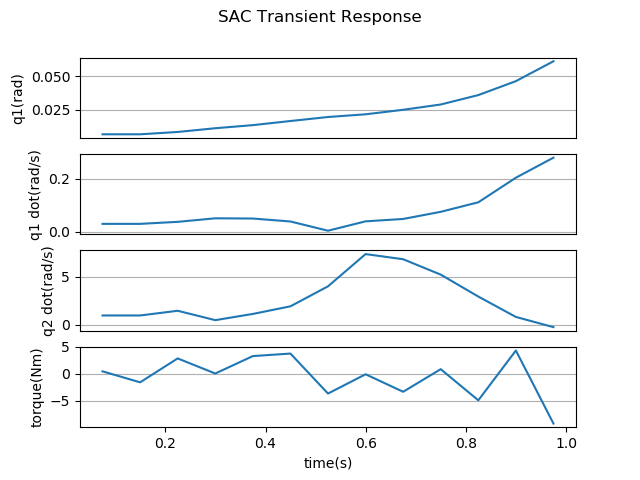 SAC Transient Response
q1(rad)
0.050
0.025
q1 dot(rad/s)
0.2
0.0
q2 dot(rad/s)
5
0
torque(Nm)
5
0
−5
0.2 0.4 0.6 0.8 1.0
time(s)